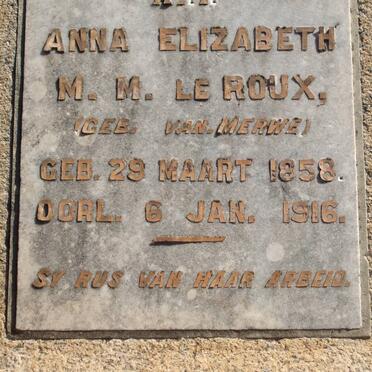 ANNA ELIZABETH
M. M. LE ROUX,
(GEB. VAN. MERWE)
GEB. 29 MAART 1858.
OORL. 6 JAN. 1916.
SY RUS VAN HAAR ARBEID.